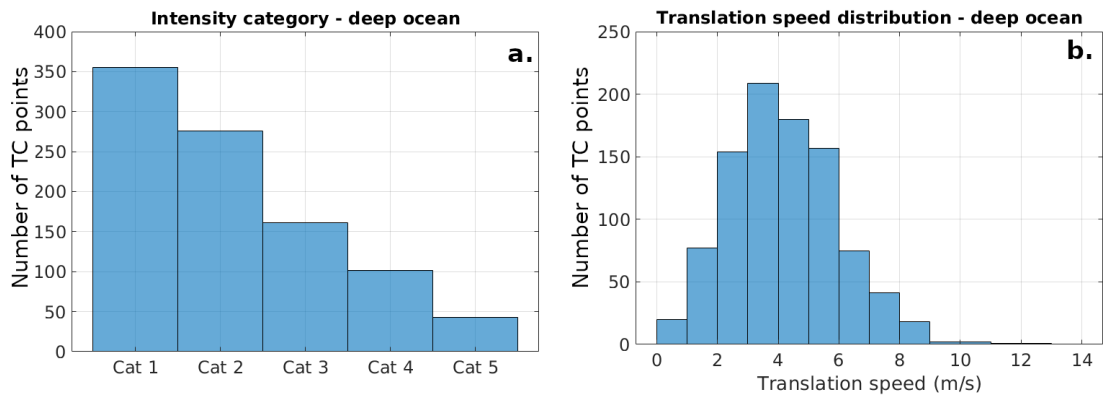 Intensity category - deep ocean
a.
Number of TC points
400
350
300
250
200
150
100
50
0
Cat 1 Cat 2 Cat 3 Cat 4 Cat 5
Translation speed distribution - deep ocean
b.
Number of TC points
250
200
150
100
50
0
0 2 4 6 8 10 12 14
Translation speed (m/s)